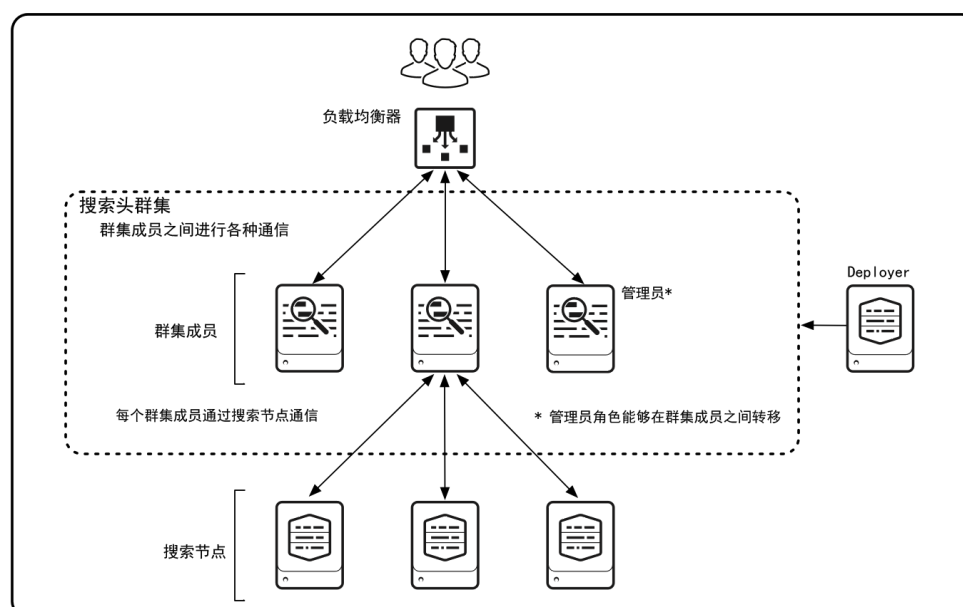 负载均衡器
搜索头群集
群集成员之间进行各种通信
Deployer
管理员*
群集成员
每个群集成员通过搜索节点通信
* 管理员角色能够在群集成员之间转移
搜索节点